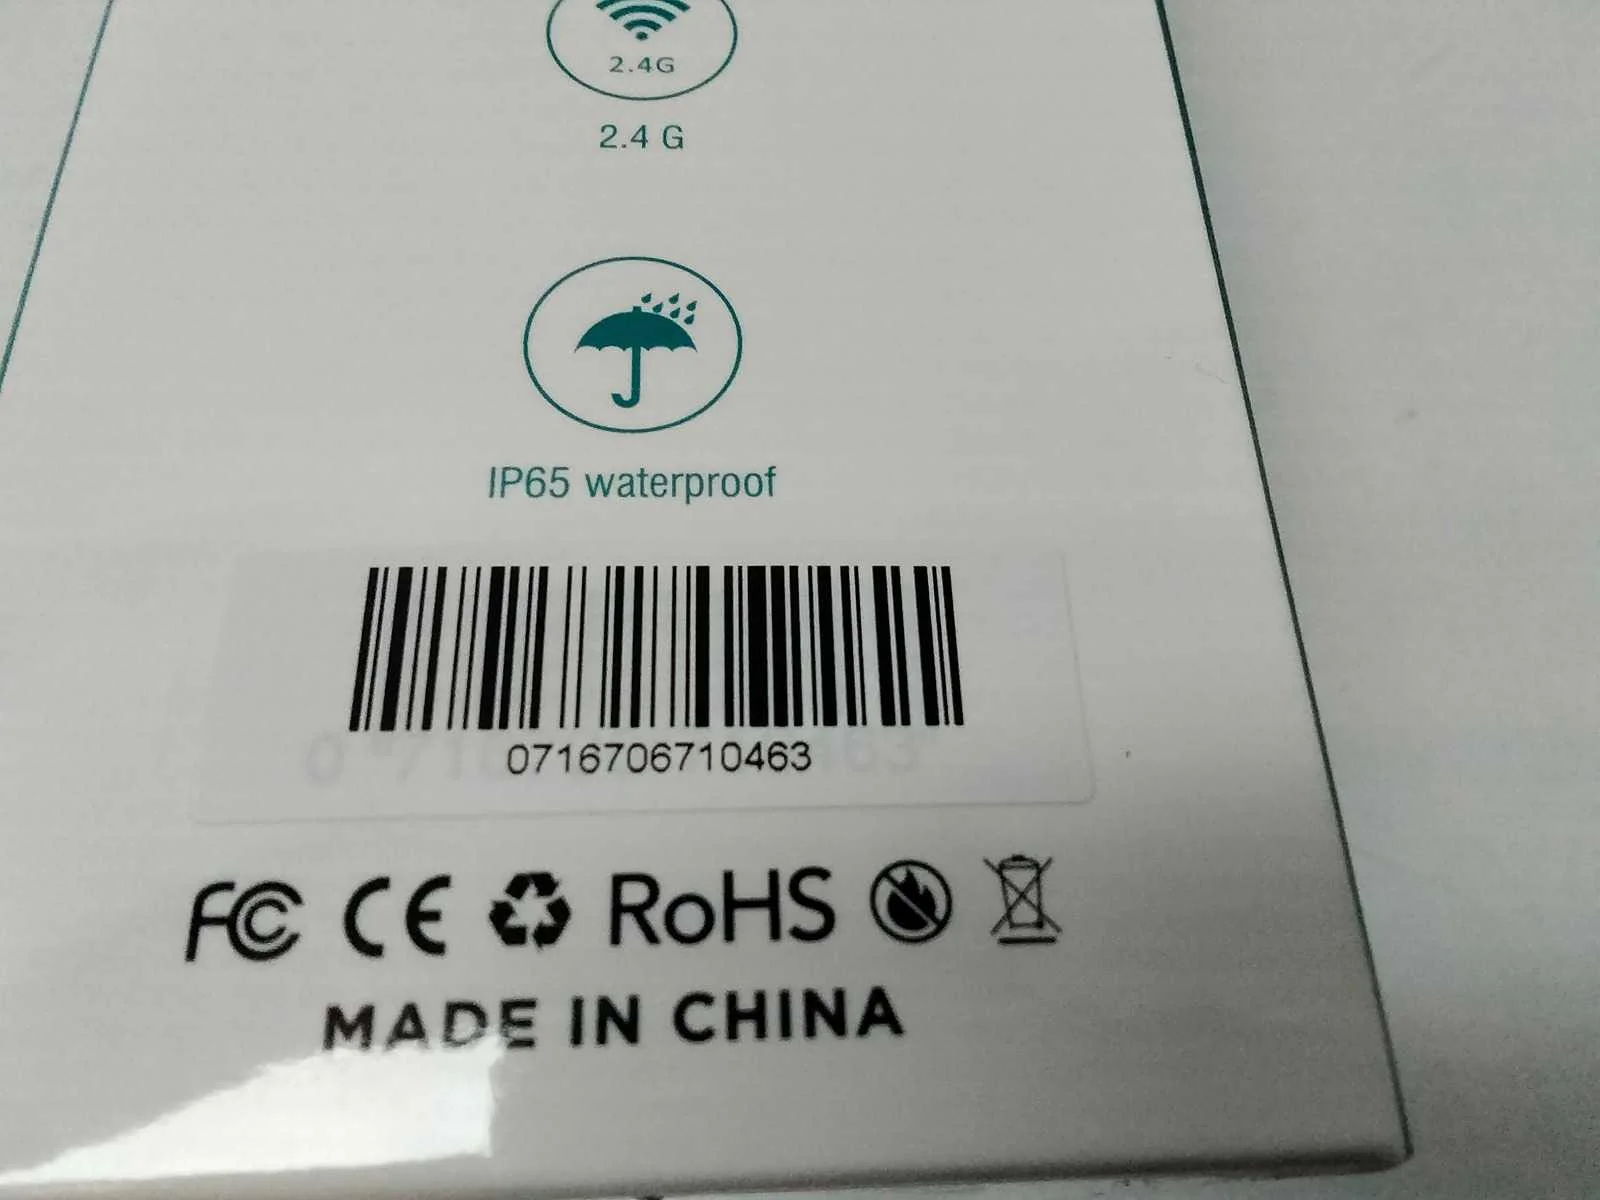 2.4G
2.4 G
IP65 waterproof
0716706710463
FC CE RoHS
MADE IN CHINA